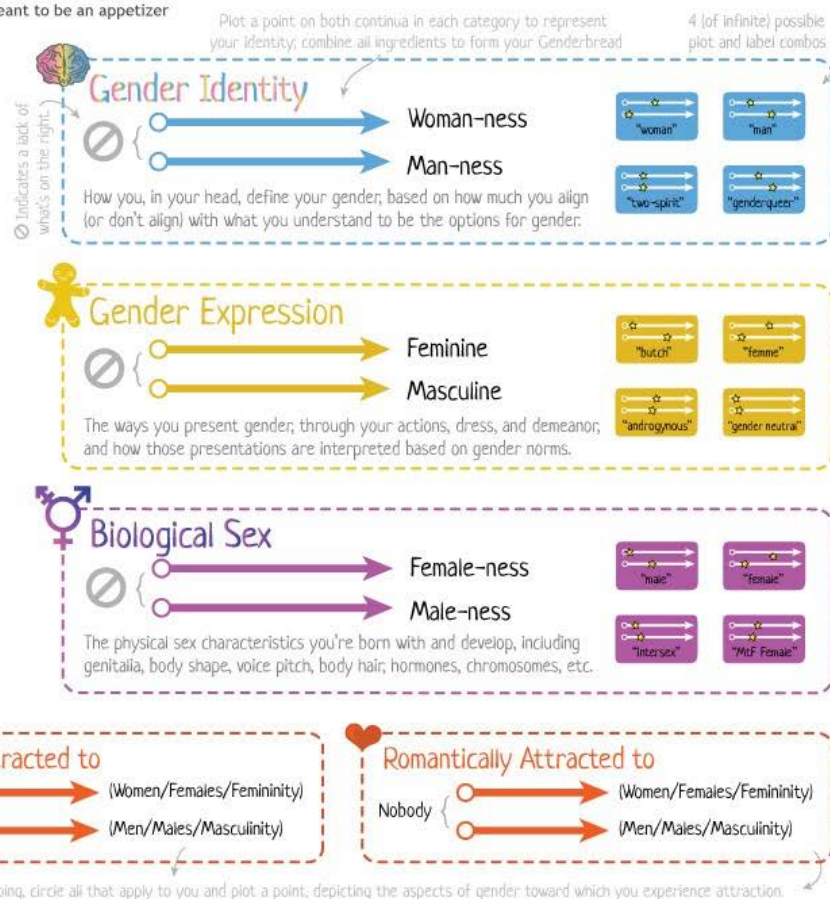 eant to be an appetizer
Plot a point on both continua in each category to represent
your identity; combine all ingredients to form your Genderbread
4 (of infinite) possible
plot and label combos
Indicates a lack of
what's on the right.
Gender Identity
Woman-ness
Man-ness
How you, in your head, define your gender, based on how much you align
(or don't align) with what you understand to be the options for gender.
"woman"
"man"
"two-spirit"
"genderqueer"
Gender Expression
Feminine
Masculine
The ways you present gender, through your actions, dress, and demeanor,
and how those presentations are interpreted based on gender norms.
"butch"
"femme"
"androgynous"
"gender neutral"
Biological Sex
Female-ness
Male-ness
The physical sex characteristics you're born with and develop, including
genitalia, body shape, voice pitch, body hair, hormones, chromosomes, etc.
"male"
"female"
"intersex"
"MtF Female"
racted to
(Women/Females/Femininity)
(Men/Males/Masculinity)
Romantically Attracted to
Nobody
(Women/Females/Femininity)
(Men/Males/Masculinity)
ping, circle all that apply to you and plot a point, depicting the aspects of gender toward which you experience attraction.